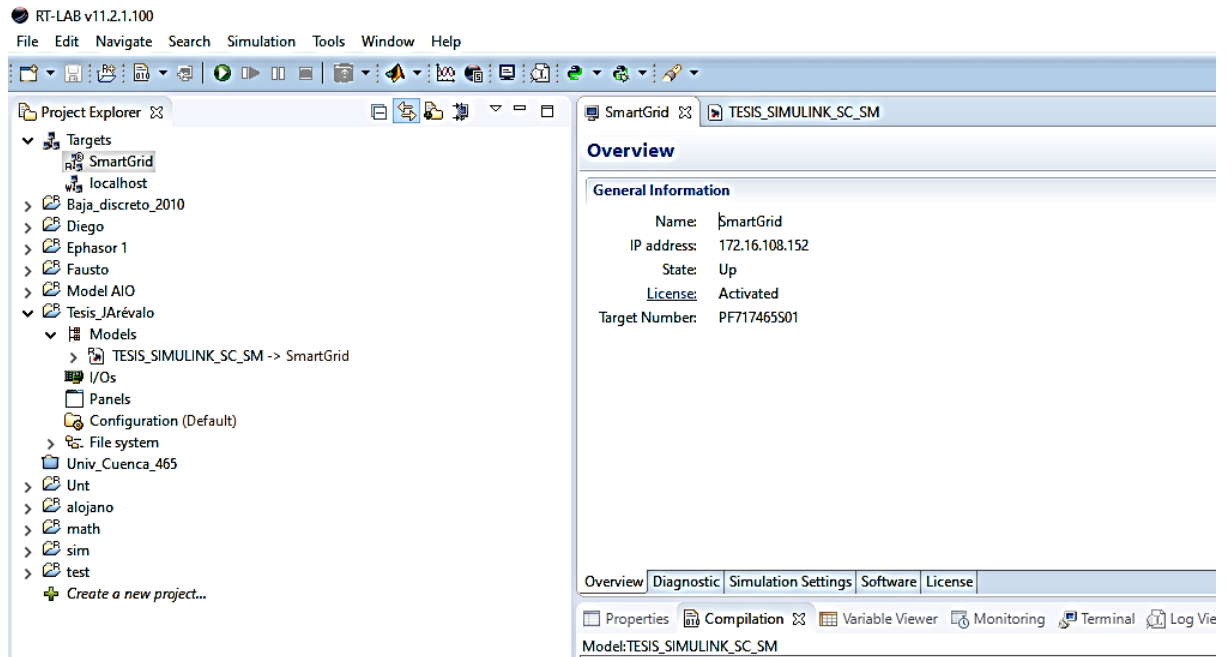 RT-LAB v11.2.1.100
File Edit Navigate Search Simulation Tools Window Help
Project Explorer
Targets
SmartGrid
localhost
Baja_discreto_2010
Diego
Ephasor 1
Fausto
Model AIO
Tesis_JArévalo
Models
TESIS_SIMULINK_SC_SM -> SmartGrid
I/Os
Panels
Configuration (Default)
File system
Univ_Cuenca_465
Unt
alojano
math
sim
test
Create a new project...
SmartGrid TESIS_SIMULINK_SC_SM
Overview
General Information
Name: SmartGrid
IP address: 172.16.108.152
State: Up
License: Activated
Target Number: PF717465S01
Overview Diagnostic Simulation Settings Software License
Properties Compilation Variable Viewer Monitoring Terminal Log Vie
Model:TESIS_SIMULINK_SC_SM